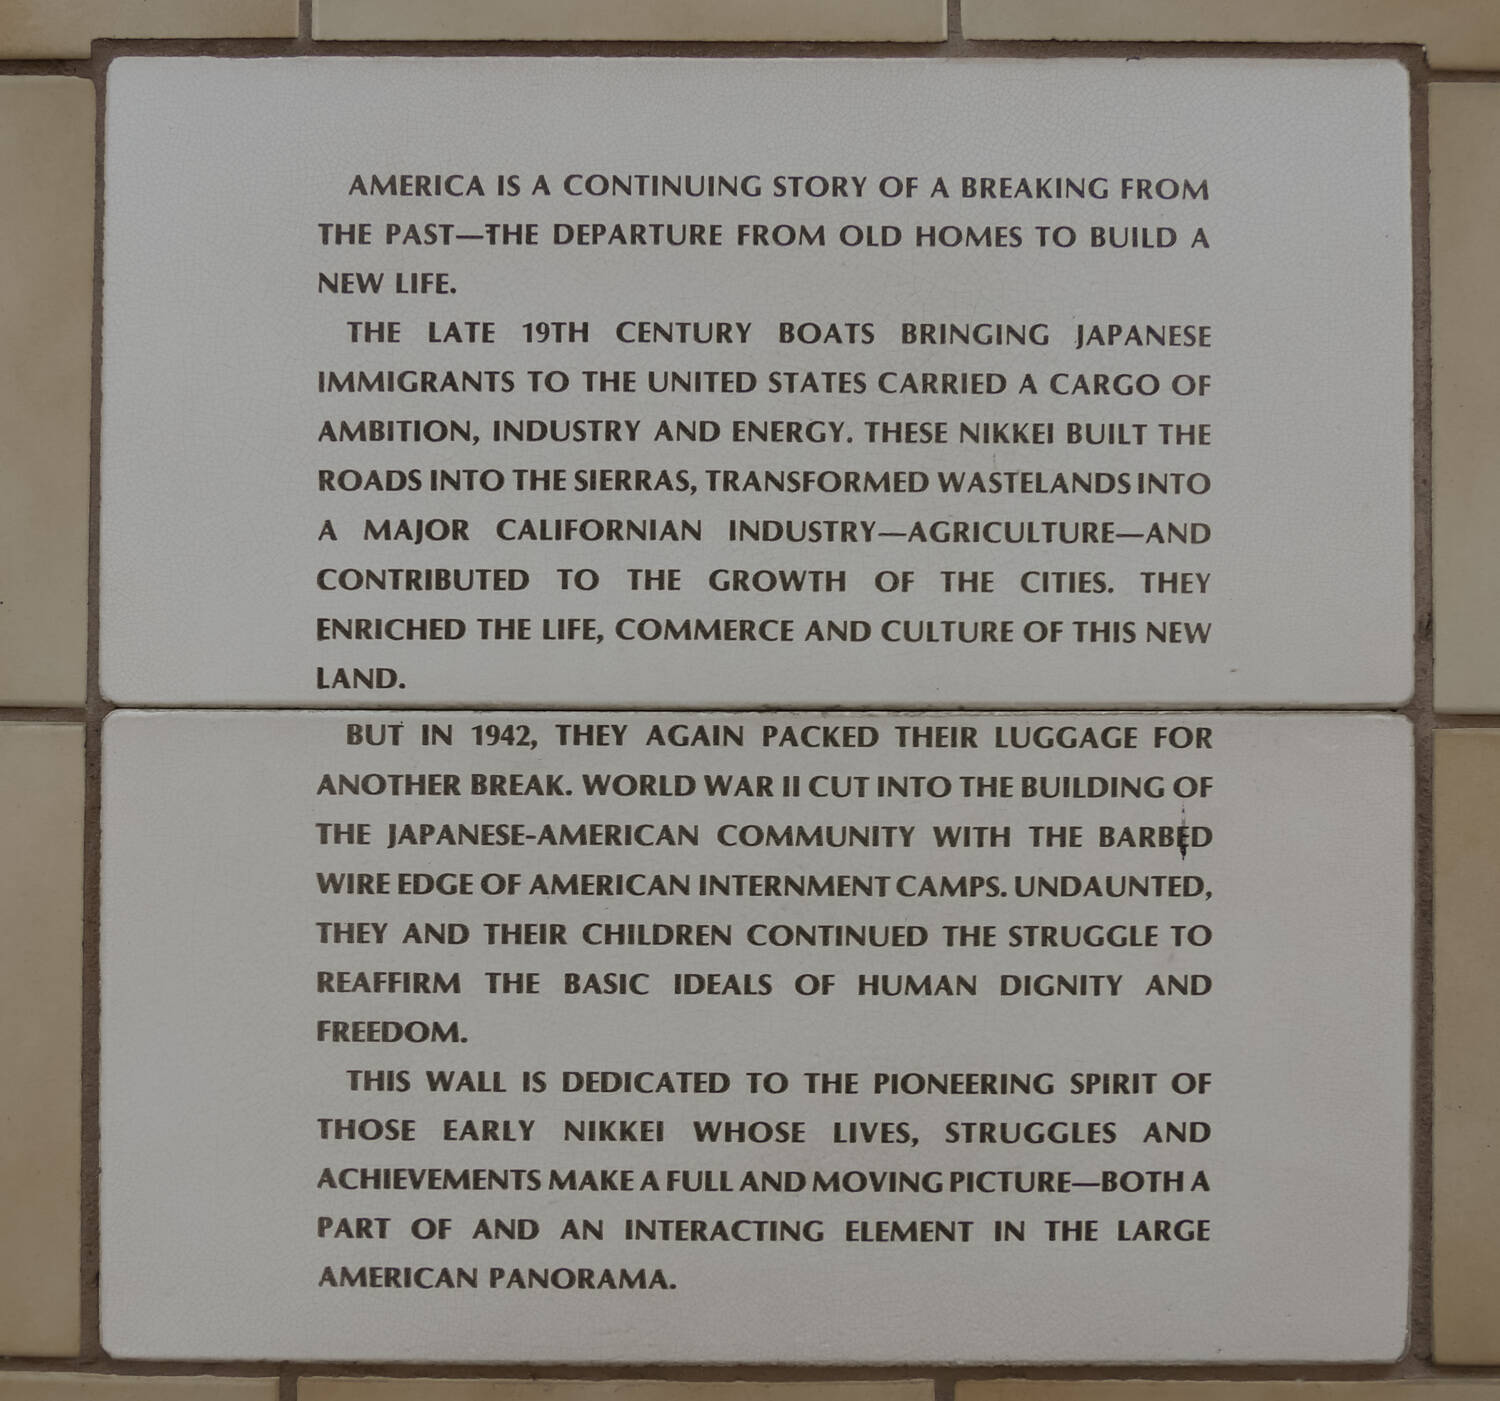 AMERICA IS A CONTINUING STORY OF A BREAKING FROM
THE PAST—THE DEPARTURE FROM OLD HOMES TO BUILD A
NEW LIFE.
THE LATE 19TH CENTURY BOATS BRINGING JAPANESE
IMMIGRANTS TO THE UNITED STATES CARRIED A CARGO OF
AMBITION, INDUSTRY AND ENERGY. THESE NIKKEI BUILT THE
ROADS INTO THE SIERRAS, TRANSFORMED WASTELANDS INTO
A MAJOR CALIFORNIAN INDUSTRY—AGRICULTURE—AND
CONTRIBUTED TO THE GROWTH OF THE CITIES. THEY
ENRICHED THE LIFE, COMMERCE AND CULTURE OF THIS NEW
LAND.
BUT IN 1942, THEY AGAIN PACKED THEIR LUGGAGE FOR
ANOTHER BREAK. WORLD WAR II CUT INTO THE BUILDING OF
THE JAPANESE-AMERICAN COMMUNITY WITH THE BARBED
WIRE EDGE OF AMERICAN INTERNMENT CAMPS. UNDAUNTED,
THEY AND THEIR CHILDREN CONTINUED THE STRUGGLE TO
REAFFIRM THE BASIC IDEALS OF HUMAN DIGNITY AND
FREEDOM.
THIS WALL IS DEDICATED TO THE PIONEERING SPIRIT OF
THOSE EARLY NIKKEI WHOSE LIVES, STRUGGLES AND
ACHIEVEMENTS MAKE A FULL AND MOVING PICTURE—BOTH A
PART OF AND AN INTERACTING ELEMENT IN THE LARGE
AMERICAN PANORAMA.